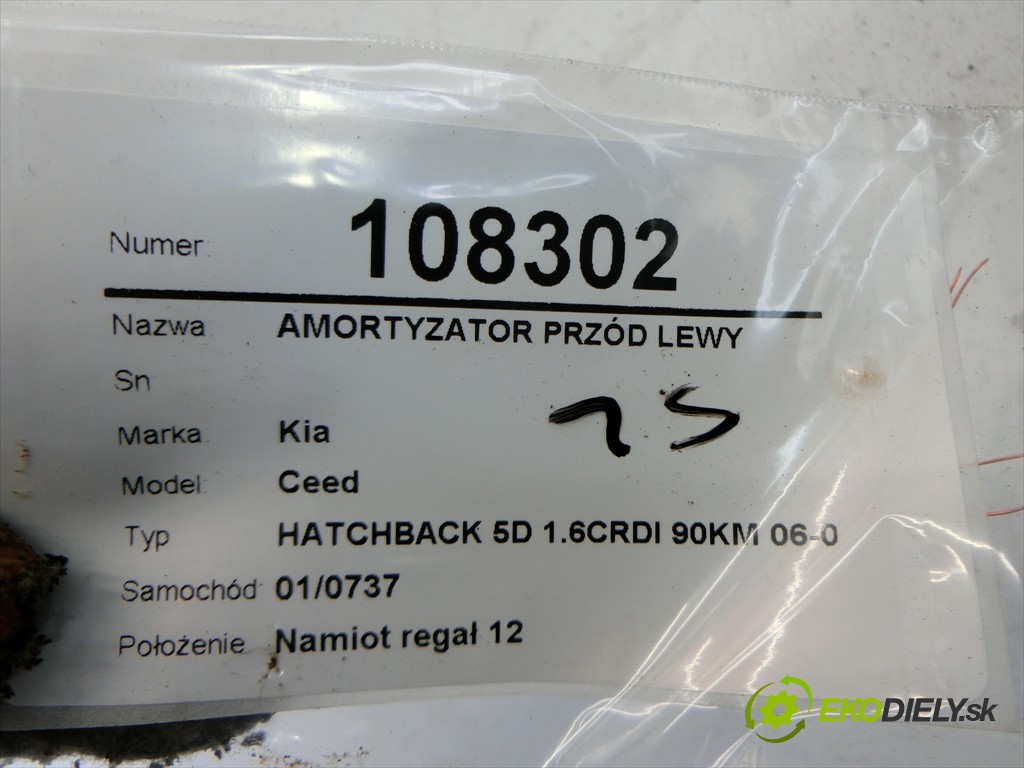 Numer 108302
Nazwa AMORTYZATOR PRZÓD LEWY
Sn
Marka Kia
Model Ceed
Typ HATCHBACK 5D 1.6CRDI 90KM 06-0
Samochód 01/0737
Położenie Namiot regał 12
EKODIELY.sk